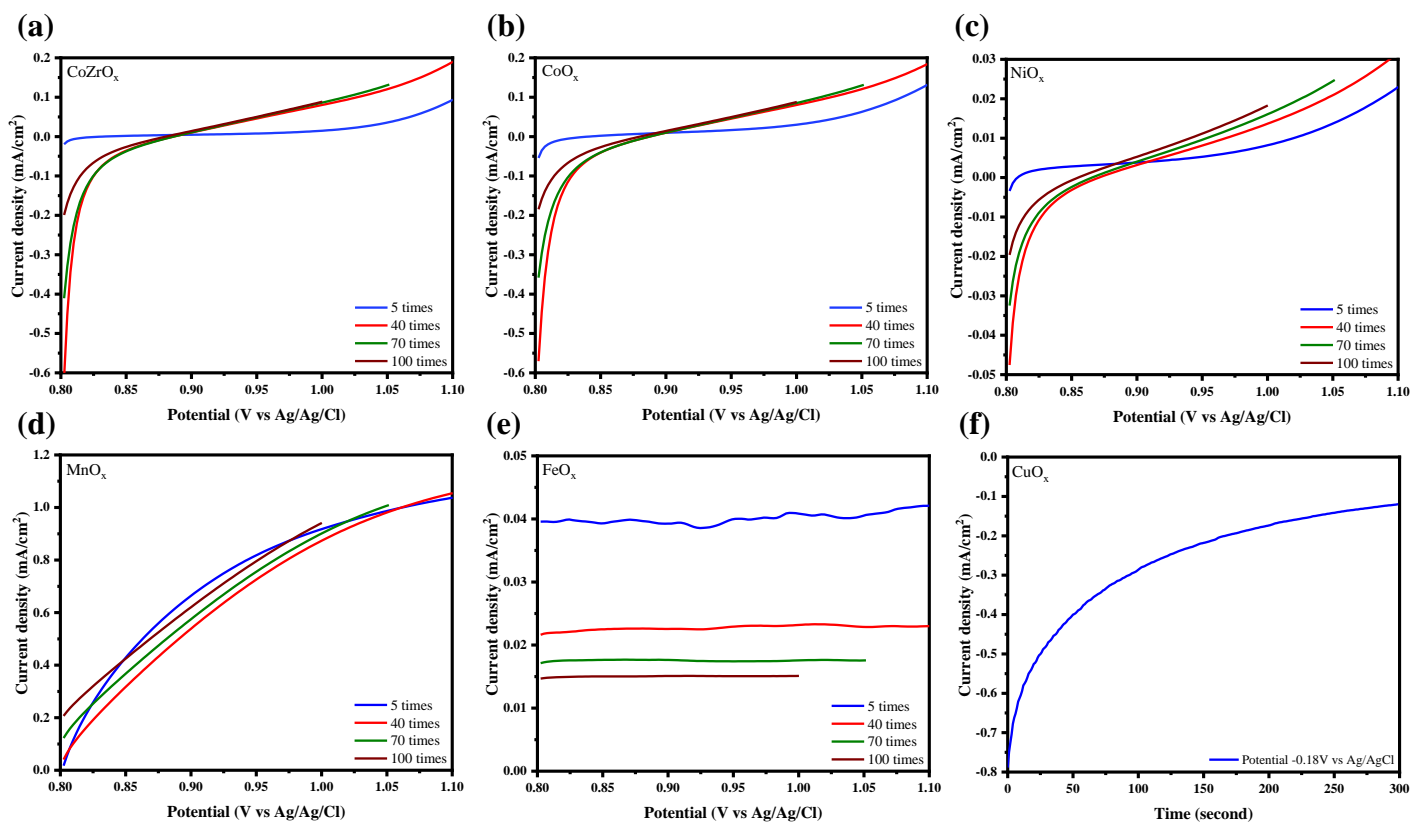 (a)
CoZrOx
Current density (mA/cm2)
0.2
0.1
0.0
-0.1
-0.2
-0.3
-0.4
-0.5
-0.6
0.80 0.85 0.90 0.95 1.00 1.05 1.10
Potential (V vs Ag/Ag/Cl)
5 times
40 times
70 times
100 times
(b)
CoOx
Current density (mA/cm2)
0.2
0.1
0.0
-0.1
-0.2
-0.3
-0.4
-0.5
-0.6
0.80 0.85 0.90 0.95 1.00 1.05 1.10
Potential (V vs Ag/Ag/Cl)
5 times
40 times
70 times
100 times
(c)
NiOx
Current density (mA/cm2)
0.03
0.02
0.01
0.00
-0.01
-0.02
-0.03
-0.04
-0.05
0.80 0.85 0.90 0.95 1.00 1.05 1.10
Potential (V vs Ag/Ag/Cl)
5 times
40 times
70 times
100 times
(d)
MnOx
Current density (mA/cm2)
1.2
1.0
0.8
0.6
0.4
0.2
0.0
0.80 0.85 0.90 0.95 1.00 1.05 1.10
Potential (V vs Ag/Ag/Cl)
5 times
40 times
70 times
100 times
(e)
FeOx
Current density (mA/cm2)
0.05
0.04
0.03
0.02
0.01
0.00
0.80 0.85 0.90 0.95 1.00 1.05 1.10
Potential (V vs Ag/Ag/Cl)
5 times
40 times
70 times
100 times
(f)
CuOx
Current density (mA/cm2)
0.0
-0.1
-0.2
-0.3
-0.4
-0.5
-0.6
-0.7
-0.8
0 50 100 150 200 250 300
Time (second)
Potential -0.18V vs Ag/AgCl